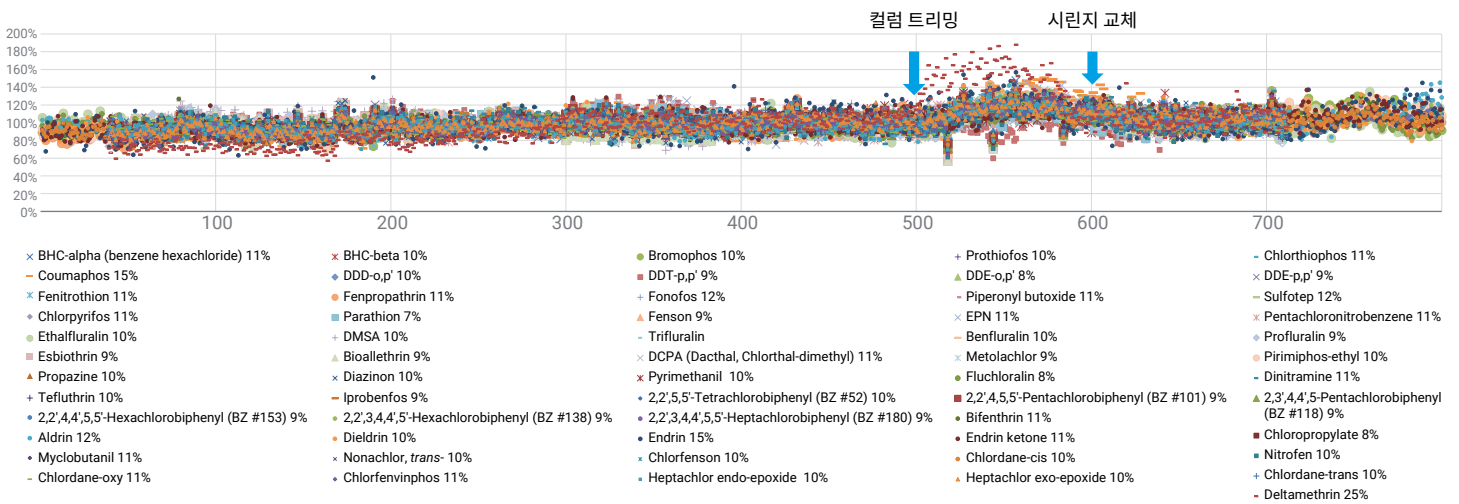 컬럼 트리밍 시린지 교체
200%
180%
160%
140%
120%
100%
80%
60%
40%
20%
0%
100 200 300 400 500 600 700
BHC-alpha (benzene hexachloride) 11% BHC-beta 10% Bromophos 10% Prothiofos 10% Chlorthiophos 11%
Coumaphos 15% DDD-o,p' 10% DDT-p,p' 9% DDE-o,p' 8% DDE-p,p' 9%
Fenitrothion 11% Fenpropathrin 11% Fonofos 12% Piperonyl butoxide 11% Sulfotep 12%
Chlorpyrifos 11% Parathion 7% Fenson 9% EPN 11% Pentachloronitrobenzene 11%
Ethalfluralin 10% DMSA 10% Trifluralin Benfluralin 10% Profluralin 9%
Esbiothrin 9% Bioallethrin 9% DCPA (Dacthal, Chlorthal-dimethyl) 11% Metolachlor 9% Pirimiphos-ethyl 10%
Propazine 10% Diazinon 10% Pyrimethanil 10% Fluchloralin 8% Dinitramine 11%
Tefluthrin 10% Iprobenfos 9% 2,2',5,5'-Tetrachlorobiphenyl (BZ #52) 10% 2,2',4,5,5'-Pentachlorobiphenyl (BZ #101) 9% 2,3',4,4',5-Pentachlorobiphenyl
(BZ #118) 9%
2,2',4,4',5,5'-Hexachlorobiphenyl (BZ #153) 9% 2,2',3,4,4',5'-Hexachlorobiphenyl (BZ #138) 9% 2,2',3,4,4',5,5'-Heptachlorobiphenyl (BZ #180) 9% Bifenthrin 11%
Aldrin 12% Dieldrin 10% Endrin 15% Endrin ketone 11% Chloropropylate 8%
Myclobutanil 11% Nonachlor, trans- 10% Chlorfenson 10% Chlordane-cis 10% Nitrofen 10%
Chlordane-oxy 11% Chlorfenvinphos 11% Heptachlor endo-epoxide 10% Heptachlor exo-epoxide 10% Chlordane-trans 10%
Deltamethrin 25%